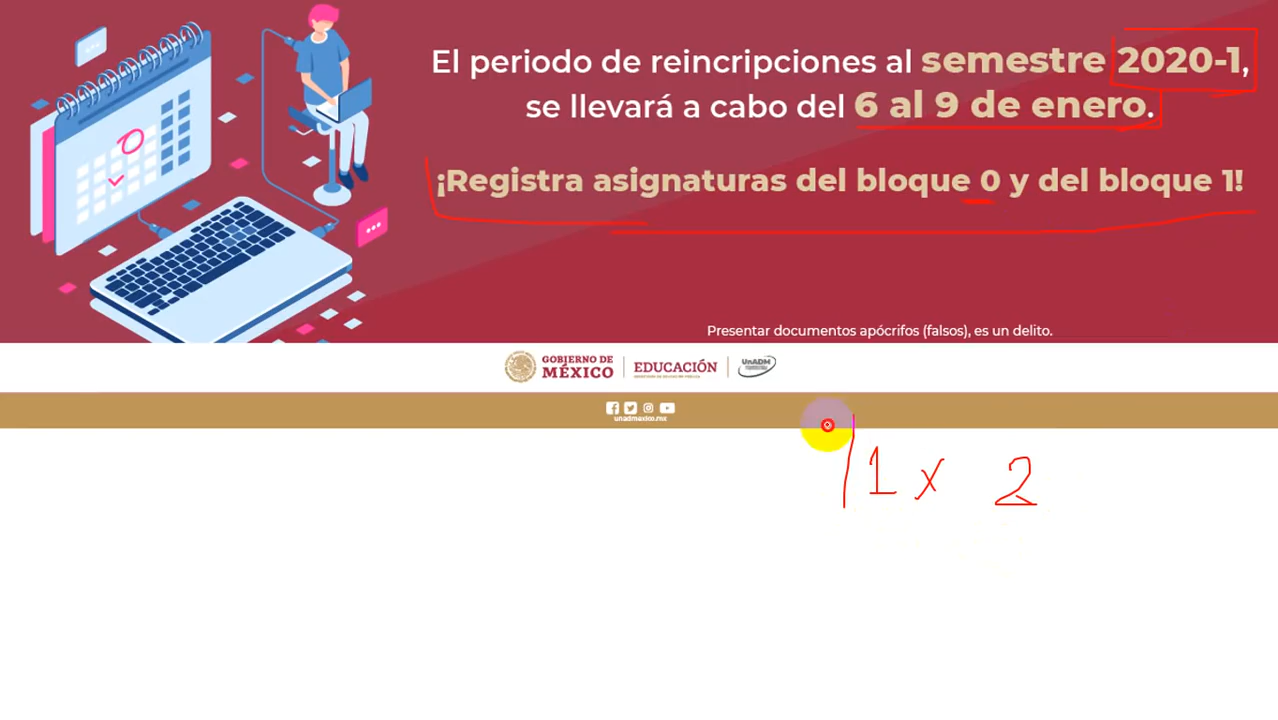 El periodo de reincripciones al semestre 2020-1,
se llevará a cabo del 6 al 9 de enero.
¡Registra asignaturas del bloque 0 y del bloque 1!
Presentar documentos apócrifos (falsos), es un delito.
GOBIERNO DE
MÉXICO
EDUCACIÓN
UnADM
unadmexico.mx
1 x 2